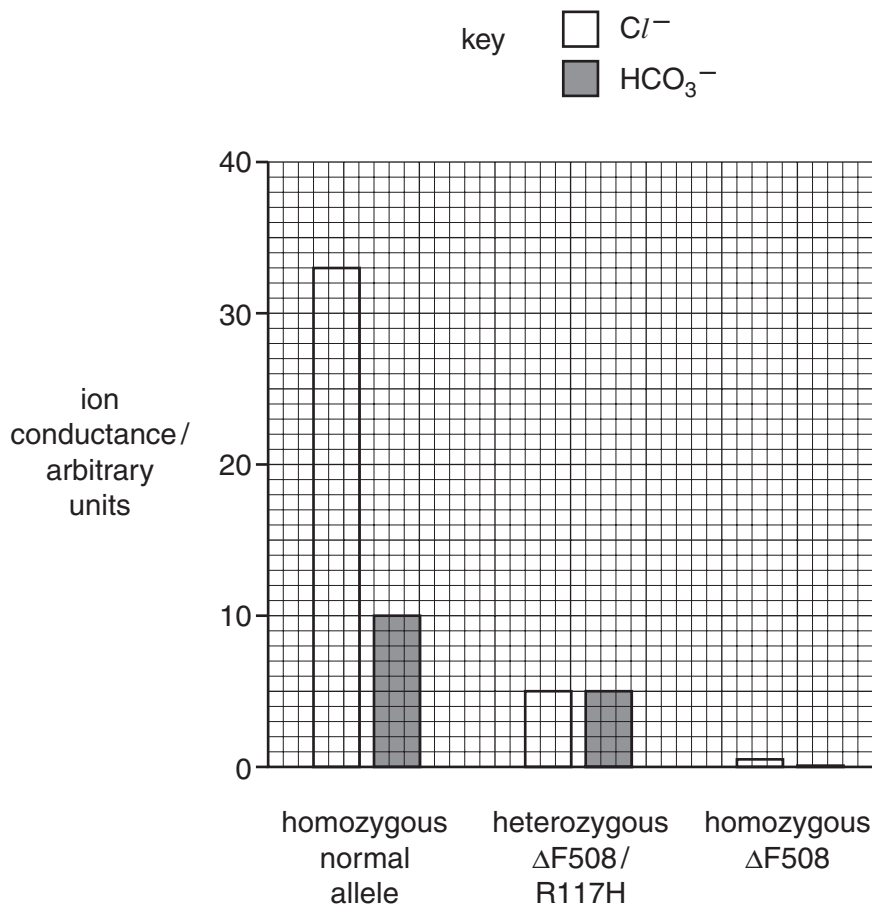 key
Cl⁻
HCO₃⁻
40
30
20
10
0
ion
conductance /
arbitrary
units
homozygous
normal
allele
heterozygous
ΔF508 /
R117H
homozygous
ΔF508